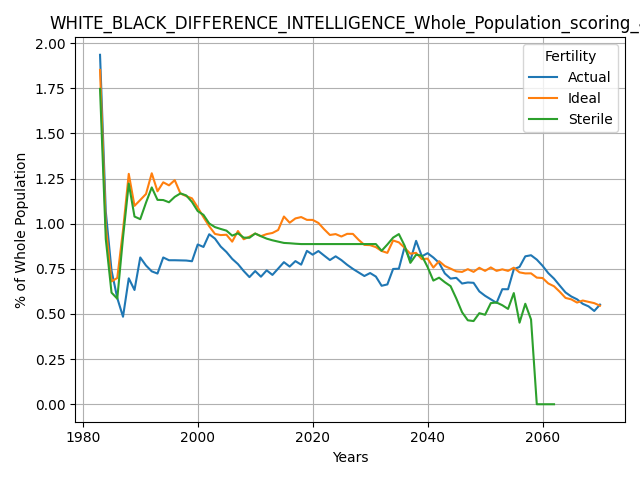 WHITE_BLACK_DIFFERENCE_INTELLIGENCE_Whole_Population_scoring_
% of Whole Population
2.00
1.75
1.50
1.25
1.00
0.75
0.50
0.25
0.00
Fertility
Actual
Ideal
Sterile
1980
2000
2020
2040
2060
Years